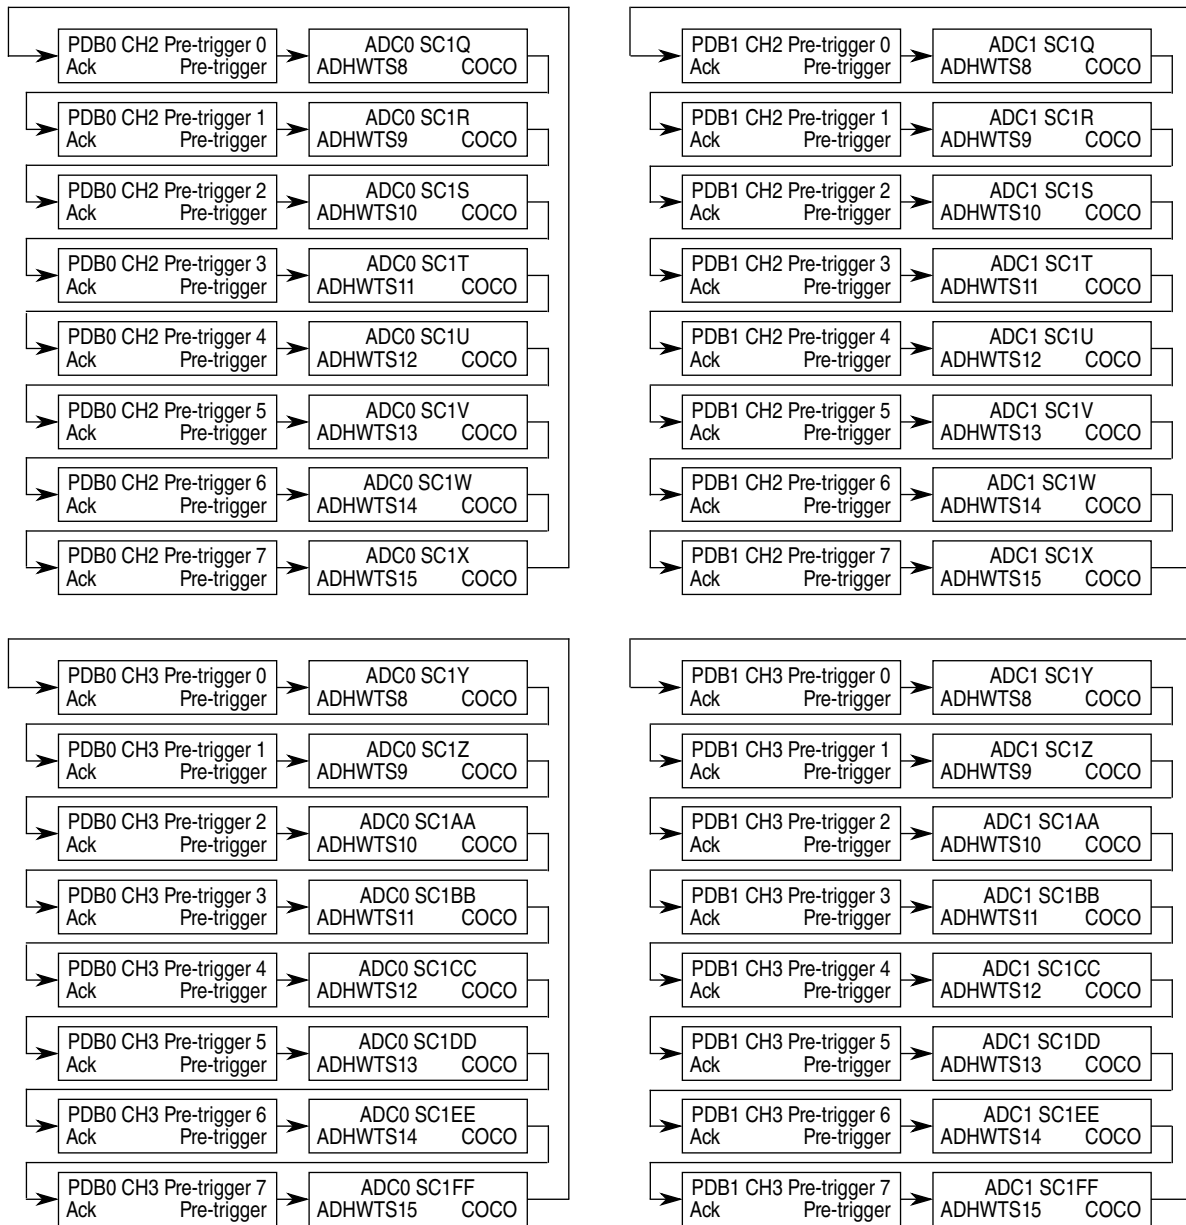 PDB0 CH2 Pre-trigger 0
Ack Pre-trigger
ADC0 SC1Q
ADHWTS8 COCO
PDB0 CH2 Pre-trigger 1
Ack Pre-trigger
ADC0 SC1R
ADHWTS9 COCO
PDB0 CH2 Pre-trigger 2
Ack Pre-trigger
ADC0 SC1S
ADHWTS10 COCO
PDB0 CH2 Pre-trigger 3
Ack Pre-trigger
ADC0 SC1T
ADHWTS11 COCO
PDB0 CH2 Pre-trigger 4
Ack Pre-trigger
ADC0 SC1U
ADHWTS12 COCO
PDB0 CH2 Pre-trigger 5
Ack Pre-trigger
ADC0 SC1V
ADHWTS13 COCO
PDB0 CH2 Pre-trigger 6
Ack Pre-trigger
ADC0 SC1W
ADHWTS14 COCO
PDB0 CH2 Pre-trigger 7
Ack Pre-trigger
ADC0 SC1X
ADHWTS15 COCO
PDB1 CH2 Pre-trigger 0
Ack Pre-trigger
ADC1 SC1Q
ADHWTS8 COCO
PDB1 CH2 Pre-trigger 1
Ack Pre-trigger
ADC1 SC1R
ADHWTS9 COCO
PDB1 CH2 Pre-trigger 2
Ack Pre-trigger
ADC1 SC1S
ADHWTS10 COCO
PDB1 CH2 Pre-trigger 3
Ack Pre-trigger
ADC1 SC1T
ADHWTS11 COCO
PDB1 CH2 Pre-trigger 4
Ack Pre-trigger
ADC1 SC1U
ADHWTS12 COCO
PDB1 CH2 Pre-trigger 5
Ack Pre-trigger
ADC1 SC1V
ADHWTS13 COCO
PDB1 CH2 Pre-trigger 6
Ack Pre-trigger
ADC1 SC1W
ADHWTS14 COCO
PDB1 CH2 Pre-trigger 7
Ack Pre-trigger
ADC1 SC1X
ADHWTS15 COCO
PDB0 CH3 Pre-trigger 0
Ack Pre-trigger
ADC0 SC1Y
ADHWTS8 COCO
PDB0 CH3 Pre-trigger 1
Ack Pre-trigger
ADC0 SC1Z
ADHWTS9 COCO
PDB0 CH3 Pre-trigger 2
Ack Pre-trigger
ADC0 SC1AA
ADHWTS10 COCO
PDB0 CH3 Pre-trigger 3
Ack Pre-trigger
ADC0 SC1BB
ADHWTS11 COCO
PDB0 CH3 Pre-trigger 4
Ack Pre-trigger
ADC0 SC1CC
ADHWTS12 COCO
PDB0 CH3 Pre-trigger 5
Ack Pre-trigger
ADC0 SC1DD
ADHWTS13 COCO
PDB0 CH3 Pre-trigger 6
Ack Pre-trigger
ADC0 SC1EE
ADHWTS14 COCO
PDB0 CH3 Pre-trigger 7
Ack Pre-trigger
ADC0 SC1FF
ADHWTS15 COCO
PDB1 CH3 Pre-trigger 0
Ack Pre-trigger
ADC1 SC1Y
ADHWTS8 COCO
PDB1 CH3 Pre-trigger 1
Ack Pre-trigger
ADC1 SC1Z
ADHWTS9 COCO
PDB1 CH3 Pre-trigger 2
Ack Pre-trigger
ADC1 SC1AA
ADHWTS10 COCO
PDB1 CH3 Pre-trigger 3
Ack Pre-trigger
ADC1 SC1BB
ADHWTS11 COCO
PDB1 CH3 Pre-trigger 4
Ack Pre-trigger
ADC1 SC1CC
ADHWTS12 COCO
PDB1 CH3 Pre-trigger 5
Ack Pre-trigger
ADC1 SC1DD
ADHWTS13 COCO
PDB1 CH3 Pre-trigger 6
Ack Pre-trigger
ADC1 SC1EE
ADHWTS14 COCO
PDB1 CH3 Pre-trigger 7
Ack Pre-trigger
ADC1 SC1FF
ADHWTS15 COCO